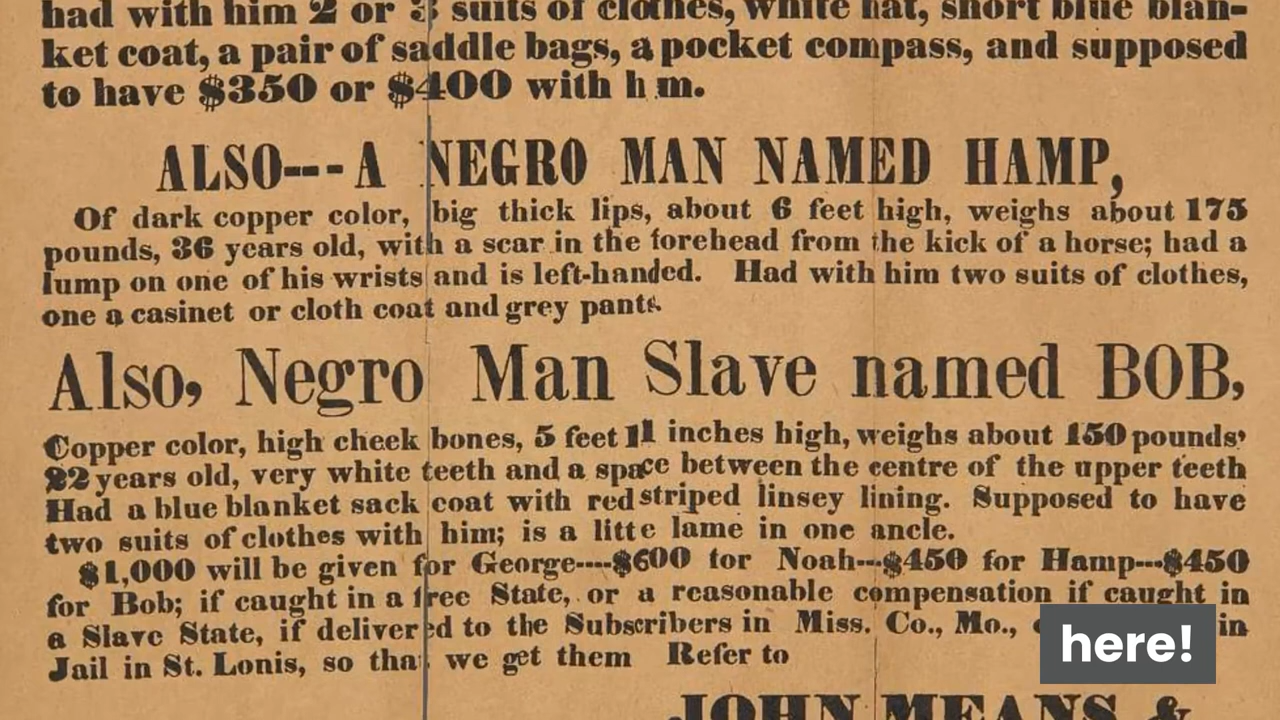 had with him 2 or 3 suits of clothes, white hat, short blue blan-
ket coat, a pair of saddle bags, a pocket compass, and supposed
to have $350 or $400 with h m.
ALSO---A NEGRO MAN NAMED HAMP,
Of dark copper color, big thick lips, about 6 feet high, weighs about 175
pounds, 36 years old, with a scar in the forehead from the kick of a horse; had a
lump on one of his wrists and is left-handed. Had with him two suits of clothes,
one a casinet or cloth coat and grey pants.
Also, Negro Man Slave named BOB,
Copper color, high cheek bones, 5 feet 11 inches high, weighs about 150 pounds,
22 years old, very white teeth and a space between the centre of the upper teeth
Had a blue blanket sack coat with red striped linsey lining. Supposed to have
two suits of clothes with him; is a litte lame in one ancle.
$1,000 will be given for George----$600 for Noah---$450 for Hamp---$450
for Bob; if caught in a free State, or a reasonable compensation if caught in
a Slave State, if delivered to the Subscribers in Miss. Co., Mo., in
Jail in St. Lonis, so that we get them Refer to
JOHN MEANS &
here!